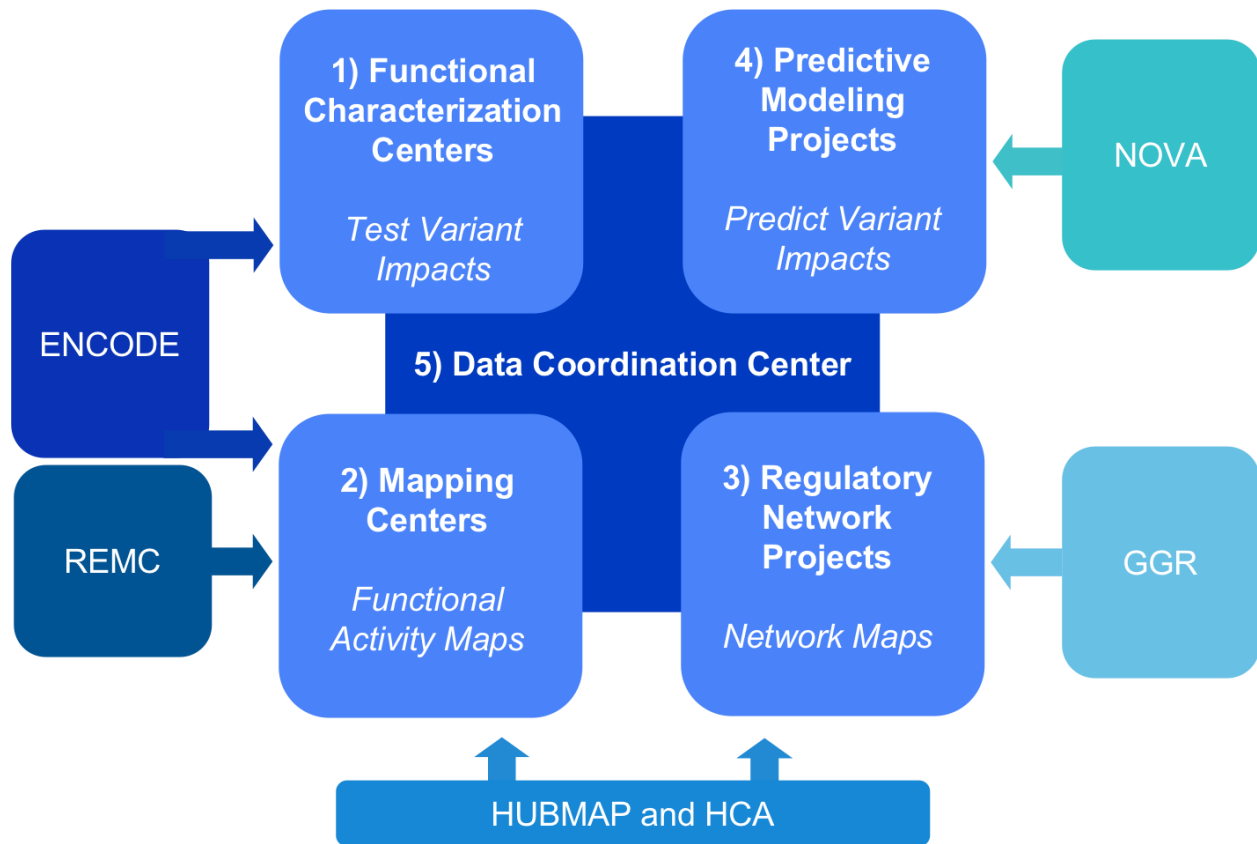 1) Functional
Characterization
Centers
Test Variant
Impacts
4) Predictive
Modeling
Projects
Predict Variant
Impacts
NOVA
ENCODE
5) Data Coordination Center
2) Mapping
Centers
Functional
Activity Maps
3) Regulatory
Network
Projects
Network Maps
REMC
GGR
HUBMAP and HCA